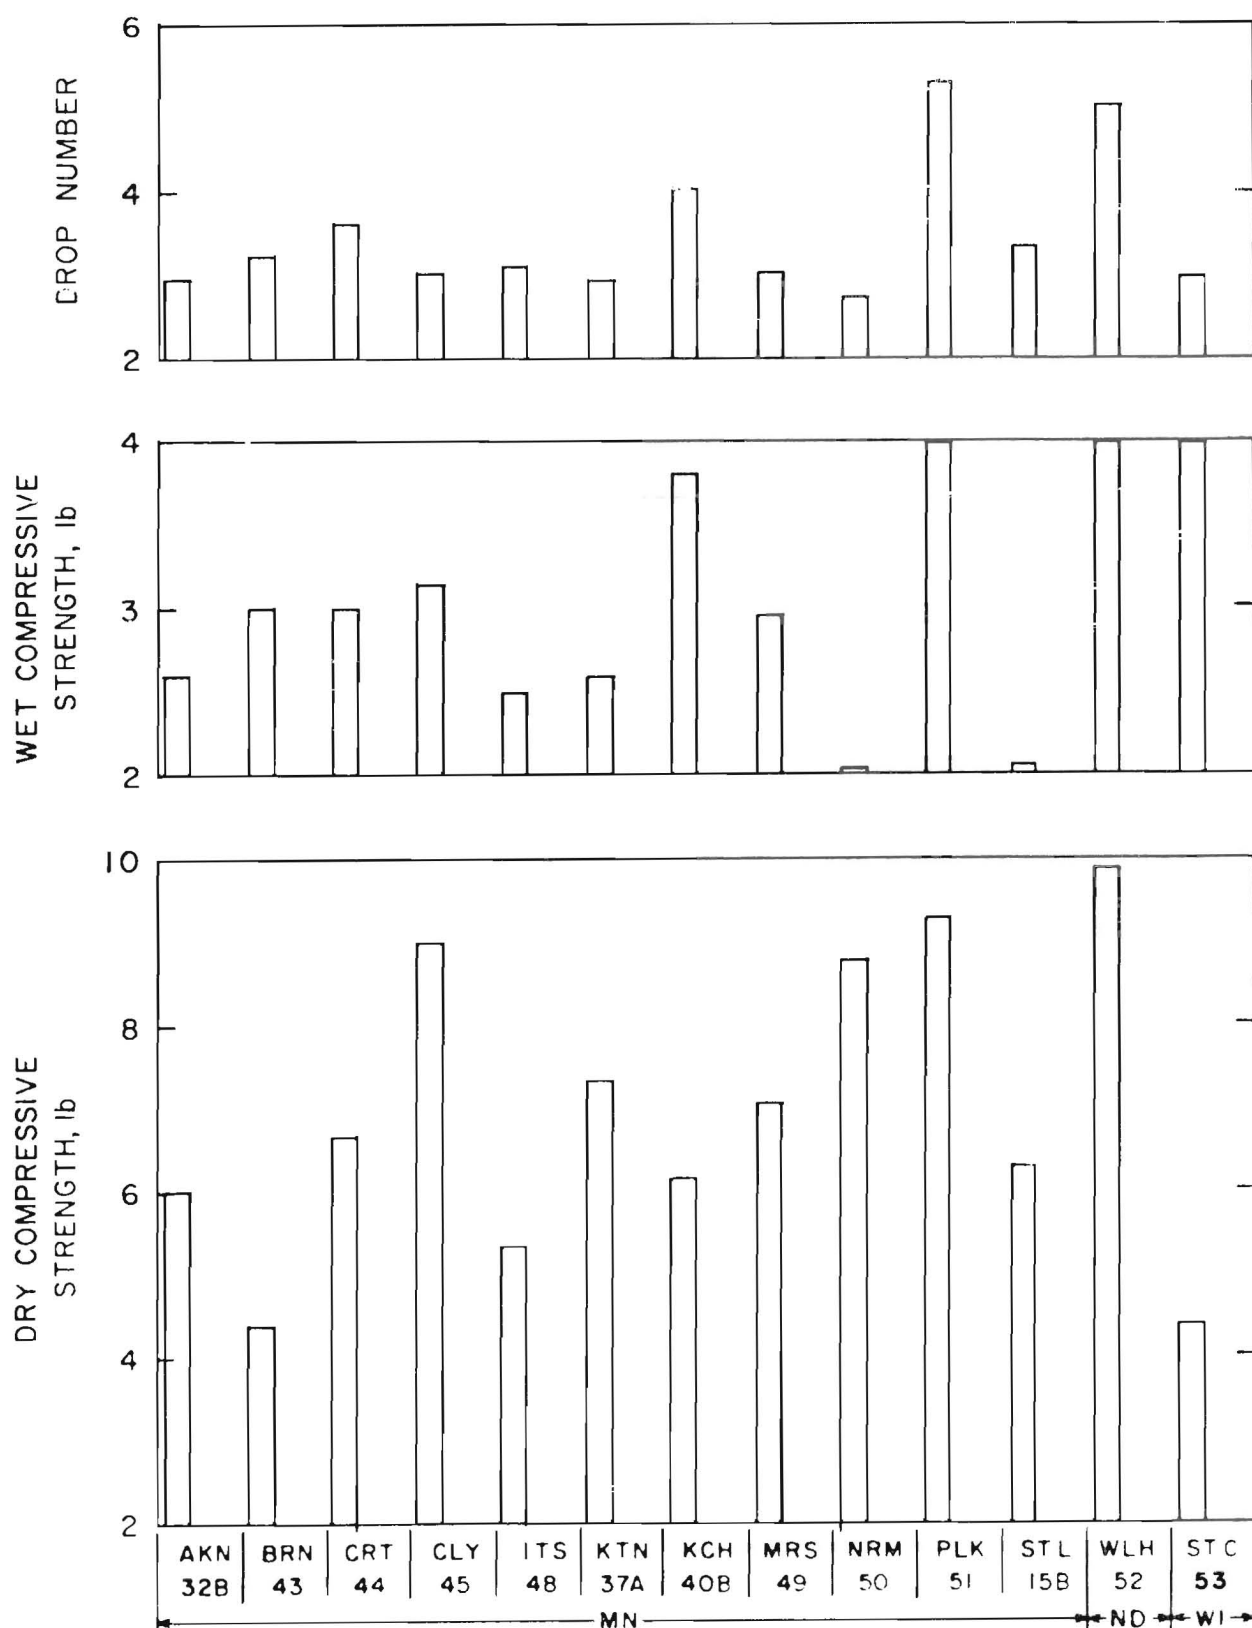 DROP NUMBER
6
4
2
WET COMPRESSIVE
STRENGTH, lb
4
3
2
DRY COMPRESSIVE
STRENGTH, lb
10
8
6
4
2
AKN BRN CRT CLY ITS KTN KCH MRS NRM PLK STL WLH STC
32B 43 44 45 48 37A 40B 49 50 51 15B 52 53
MN ND WI